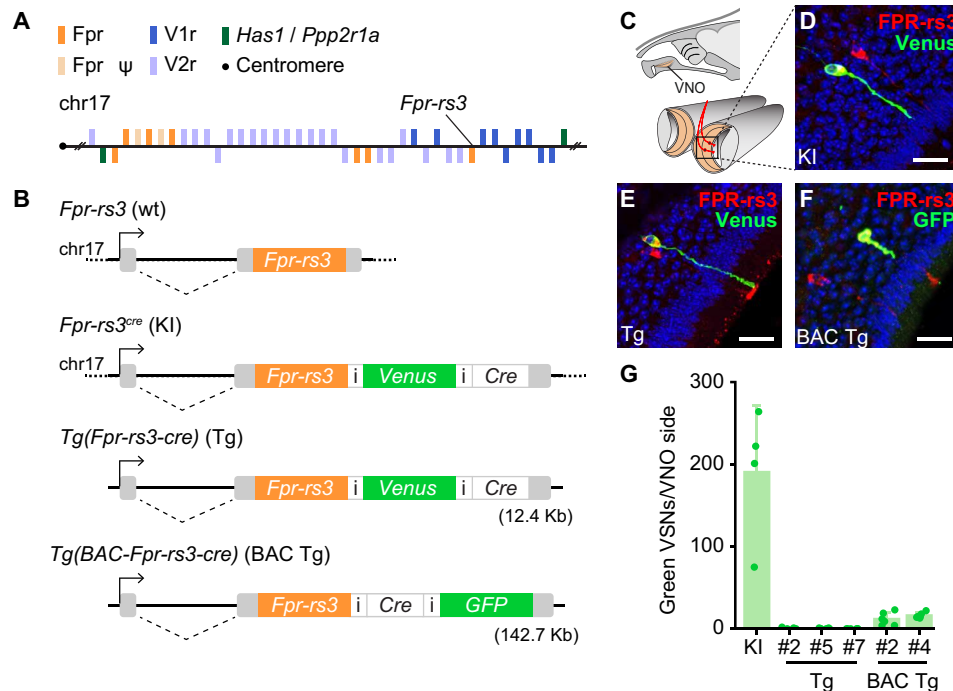 A
Fpr
V1r
Has1 / Ppp2r1a
Fpr ψ
V2r
Centromere
chr17
Fpr-rs3
B
Fpr-rs3 (wt)
chr17
Fpr-rs3
Fpr-rs3cre (KI)
chr17
Fpr-rs3 i Venus i Cre
Tg(Fpr-rs3-cre) (Tg)
Fpr-rs3 i Venus i Cre
(12.4 Kb)
Tg(BAC-Fpr-rs3-cre) (BAC Tg)
Fpr-rs3 i Cre i GFP
(142.7 Kb)
C
VNO
D
FPR-rs3
Venus
KI
E
FPR-rs3
Venus
Tg
F
FPR-rs3
GFP
BAC Tg
G
Green VSNs/VNO side
300
200
100
0
KI #2 #5 #7 #2 #4
Tg BAC Tg